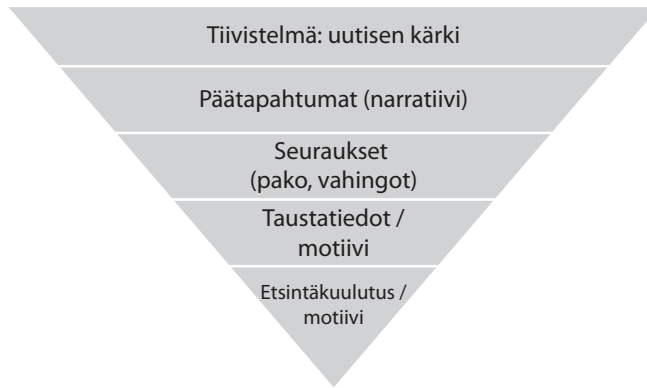 Tiivistelmä: uutisen kärki
Päätapahtumat (narratiivi)
Seuraukset
(pako, vahingot)
Taustatiedot /
motiivi
Etsintäkuulutus /
motiivi